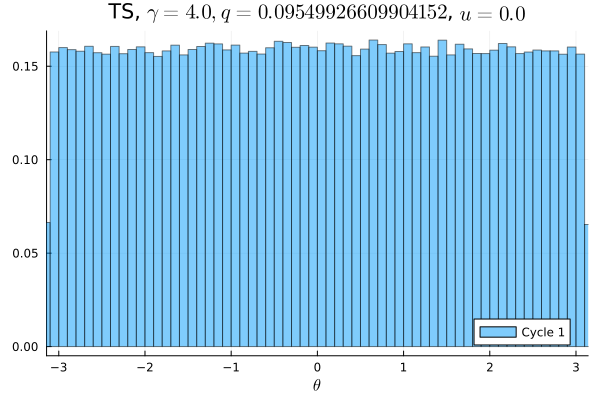 TS, γ = 4.0, q = 0.09549926609904152, u = 0.0
0.15
0.10
0.05
0.00
Cycle 1
−3 −2 −1 0 1 2 3
θ